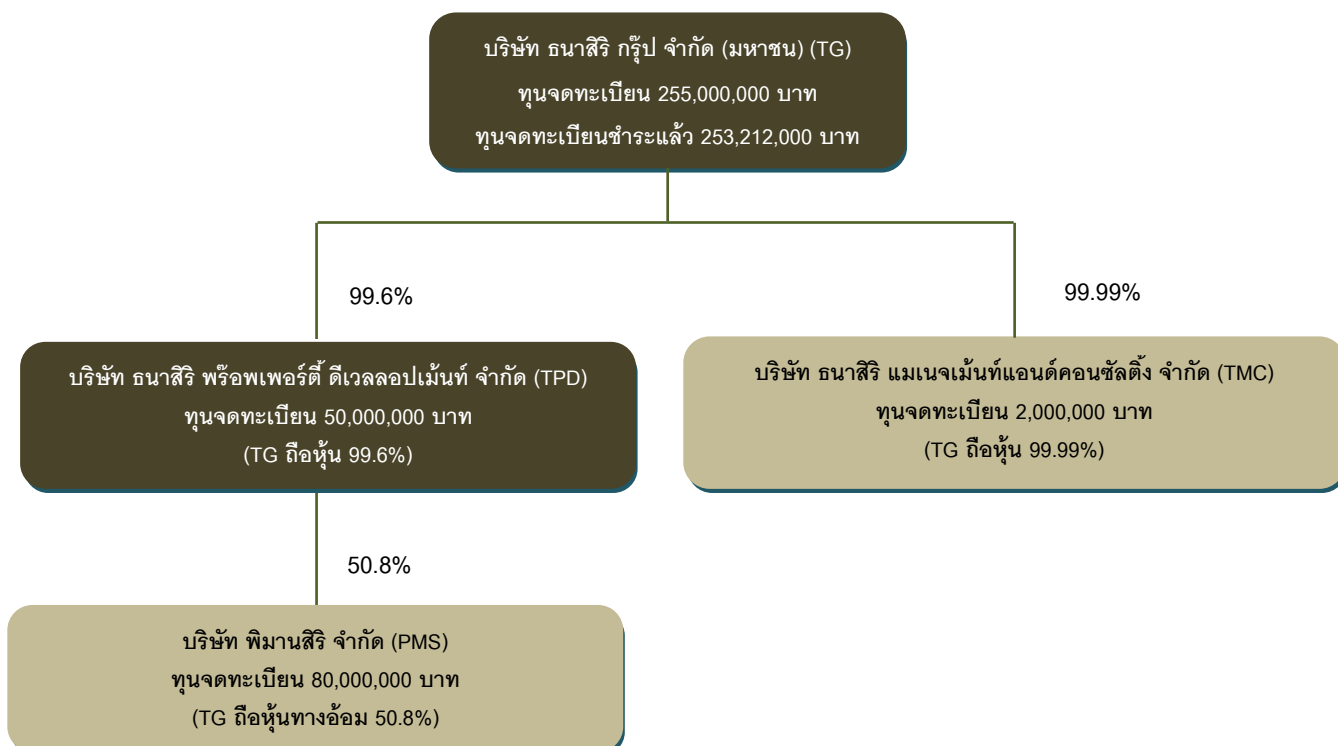 บริษัท ธนาสิริ กรุ๊ป จำกัด (มหาชน) (TG)
ทุนจดทะเบียน 255,000,000 บาท
ทุนจดทะเบียนชำระแล้ว 253,212,000 บาท
99.6%
99.99%
บริษัท ธนาสิริ พร๊อพเพอร์ตี้ ดีเวลลอปเม้นท์ จำกัด (TPD)
ทุนจดทะเบียน 50,000,000 บาท
(TG ถือหุ้น 99.6%)
บริษัท ธนาสิริ แมเนจเม้นท์แอนด์คอนซัลติ้ง จำกัด (TMC)
ทุนจดทะเบียน 2,000,000 บาท
(TG ถือหุ้น 99.99%)
50.8%
บริษัท พิมานสิริ จำกัด (PMS)
ทุนจดทะเบียน 80,000,000 บาท
(TG ถือหุ้นทางอ้อม 50.8%)